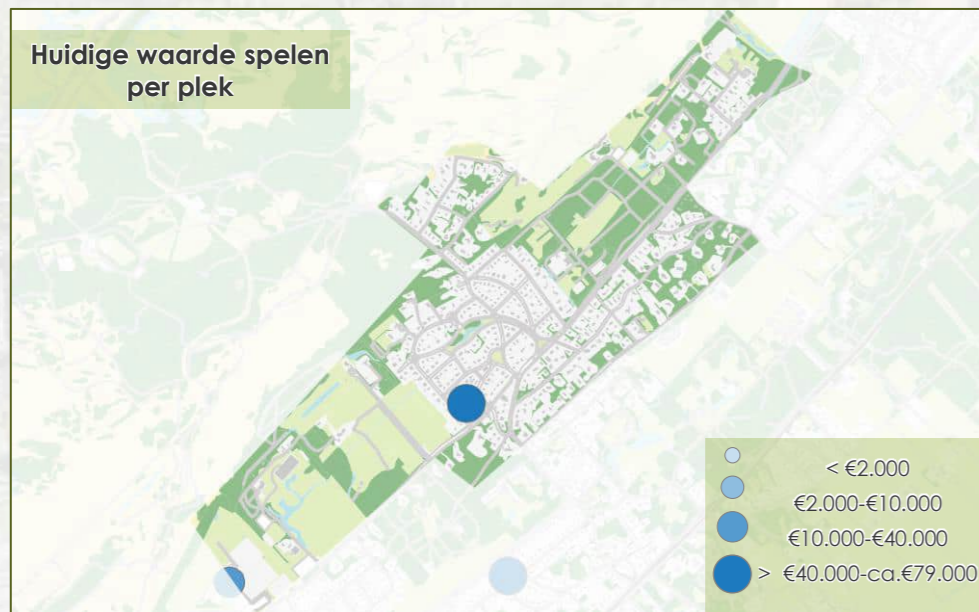 Huidige waarde spelen
per plek
< €2.000
€2.000-€10.000
€10.000-€40.000
> €40.000-ca.€79.000